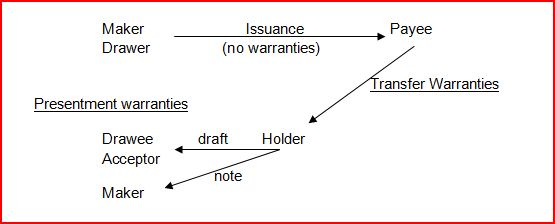 Maker Issuance Payee
Drawer (no warranties)
Transfer Warranties
Presentment warranties
Drawee draft Holder
Acceptor
note
Maker